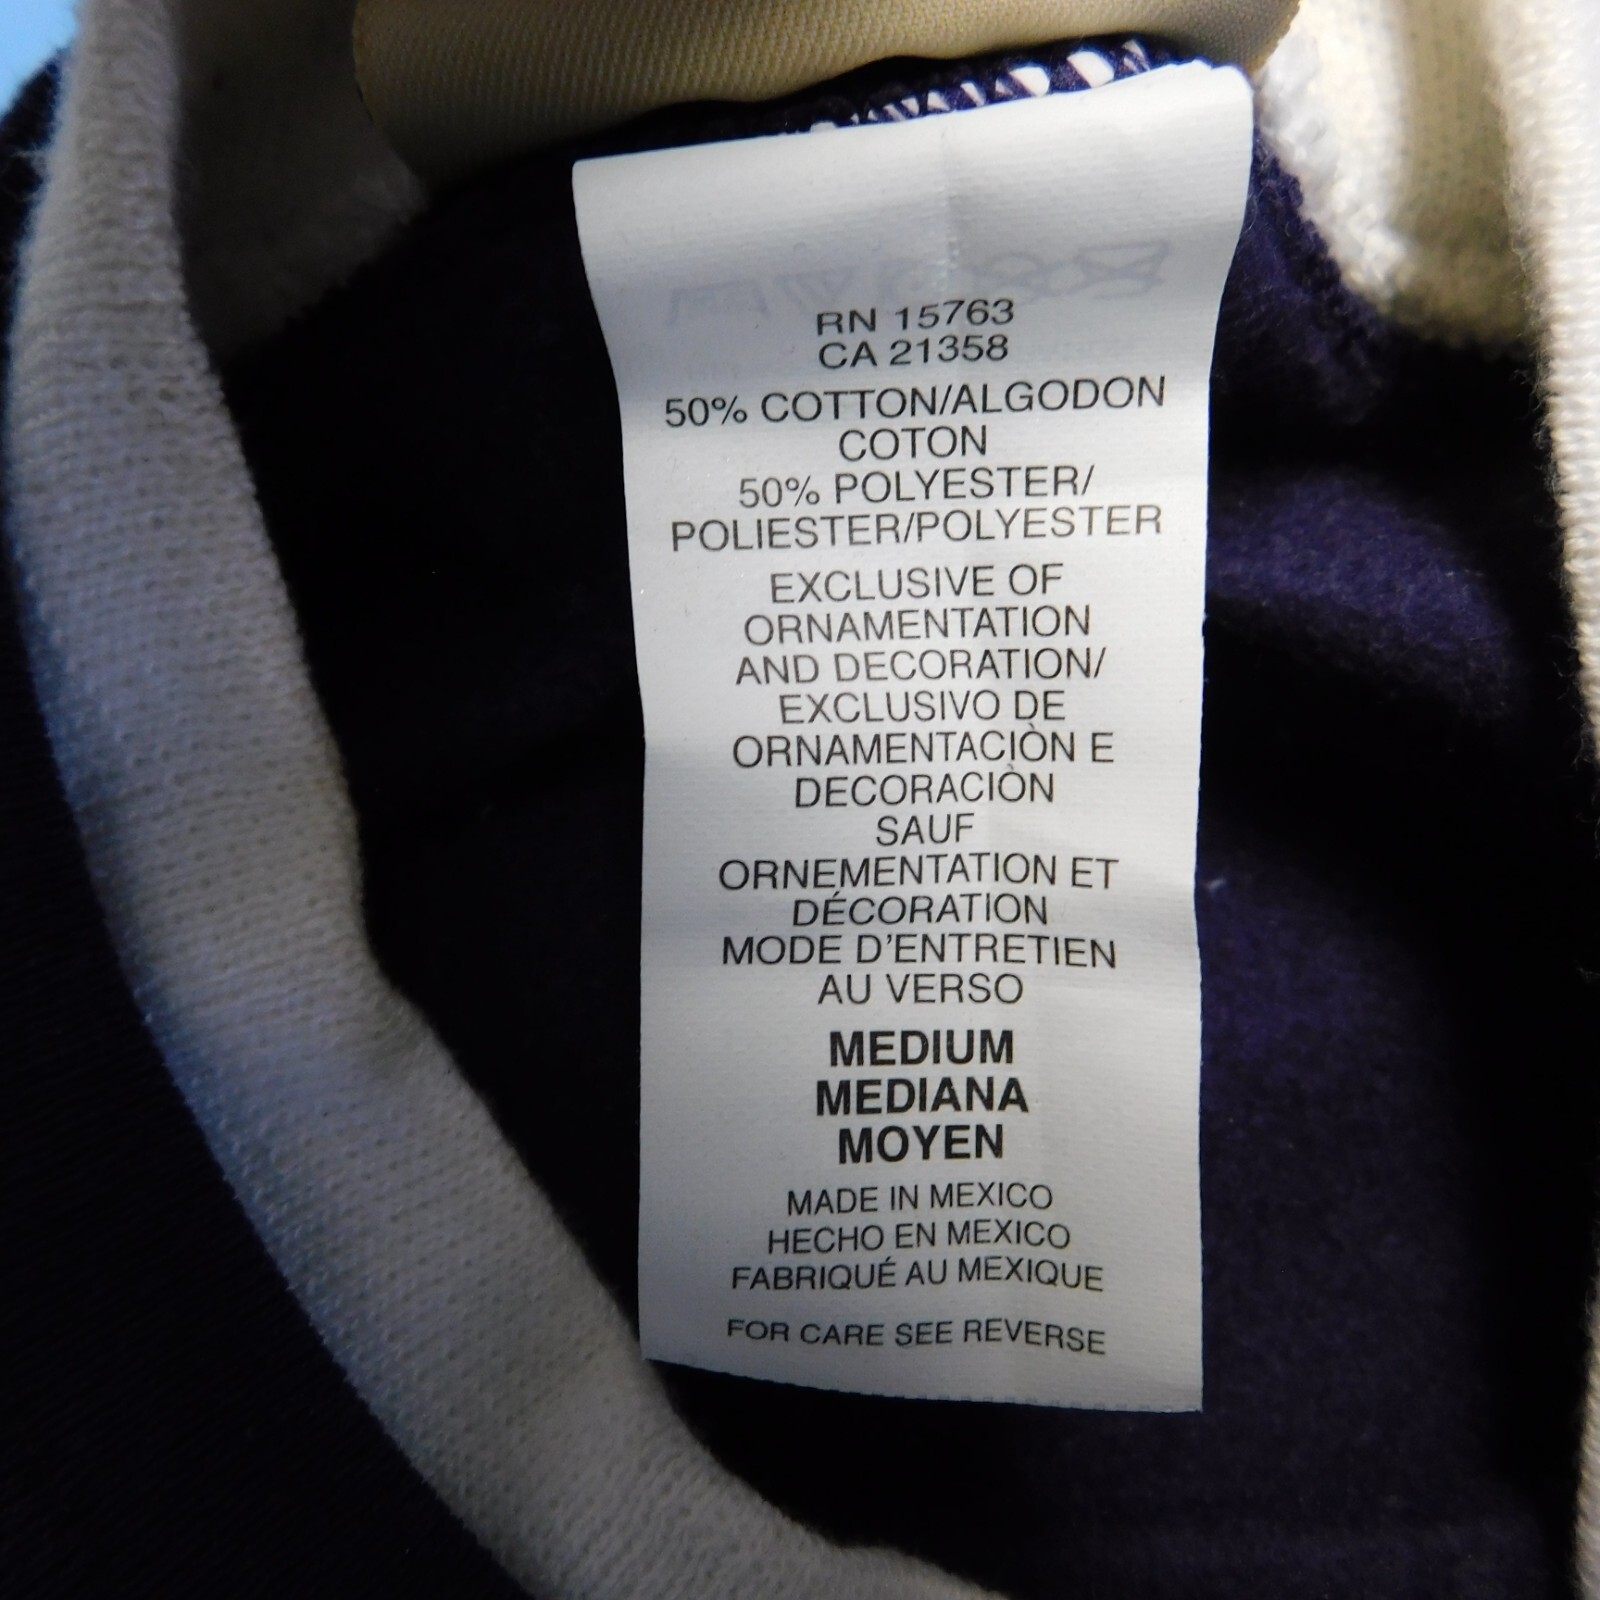 RN 15763
CA 21358
50% COTTON/ALGODON
COTON
50% POLYESTER/
POLIESTER/POLYESTER
EXCLUSIVE OF
ORNAMENTATION
AND DECORATION/
EXCLUSIVO DE
ORNAMENTACIÒN E
DECORACIÒN
SAUF
ORNEMENTATION ET
DÉCORATION
MODE D'ENTRETIEN
AU VERSO
MEDIUM
MEDIANA
MOYEN
MADE IN MEXICO
HECHO EN MEXICO
FABRIQUÉ AU MEXIQUE
FOR CARE SEE REVERSE